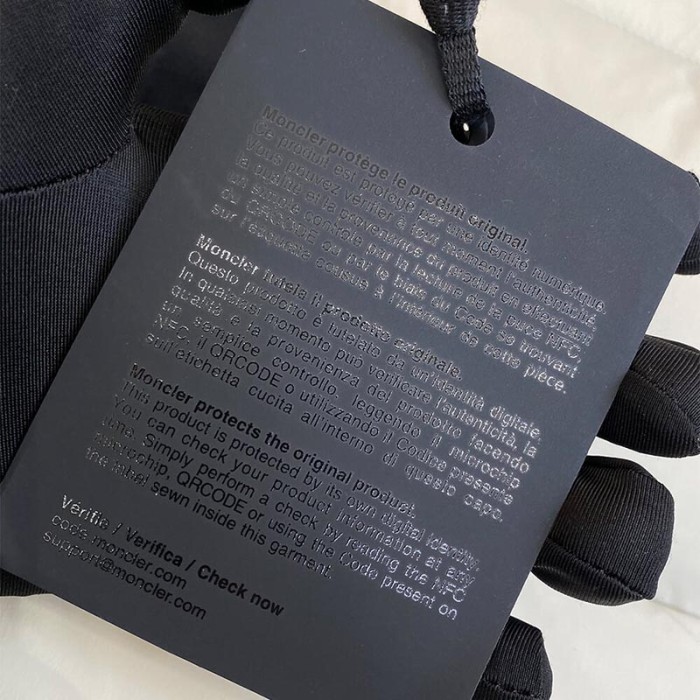 Moncler protège le produit original.
Ce produit est protégé par une identité numérique.
Vous pouvez vérifier à tout moment l'authenticité,
la qualité et la provenance du produit en effectuant
un simple contrôle par la lecture de la puce NFC,
du QRCODE ou par le biais du Code se trouvant
sur l'étiquette cousue à l'intérieur de cette pièce.
Moncler tutela il prodotto originale.
Questo prodotto è tutelato da un'identità digitale.
In qualsiasi momento può verificare l'autenticità, la
qualità e la provenienza del prodotto facendo
un semplice controllo, leggendo il microchip
NFC, il QRCODE o utilizzando il Codice presente
sull'etichetta cucita all'interno di questo capo.
Moncler protects the original product.
This product is protected by its own digital identity.
You can check your product information at any
time. Simply perform a check by reading the NFC
microchip, QRCODE or using the Code present on
the label sewn inside this garment.
Vérifie / Verifica / Check now
code.moncler.com
support@moncler.com